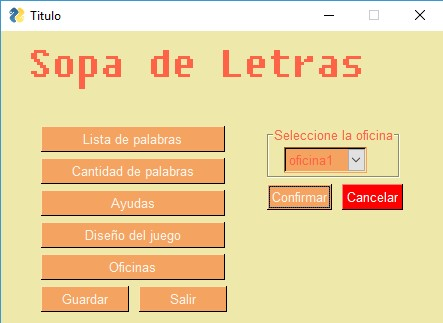 Titulo
Sopa de Letras
Lista de palabras
Cantidad de palabras
Ayudas
Diseño del juego
Oficinas
Guardar
Salir
Seleccione la oficina
oficina1
Confirmar
Cancelar